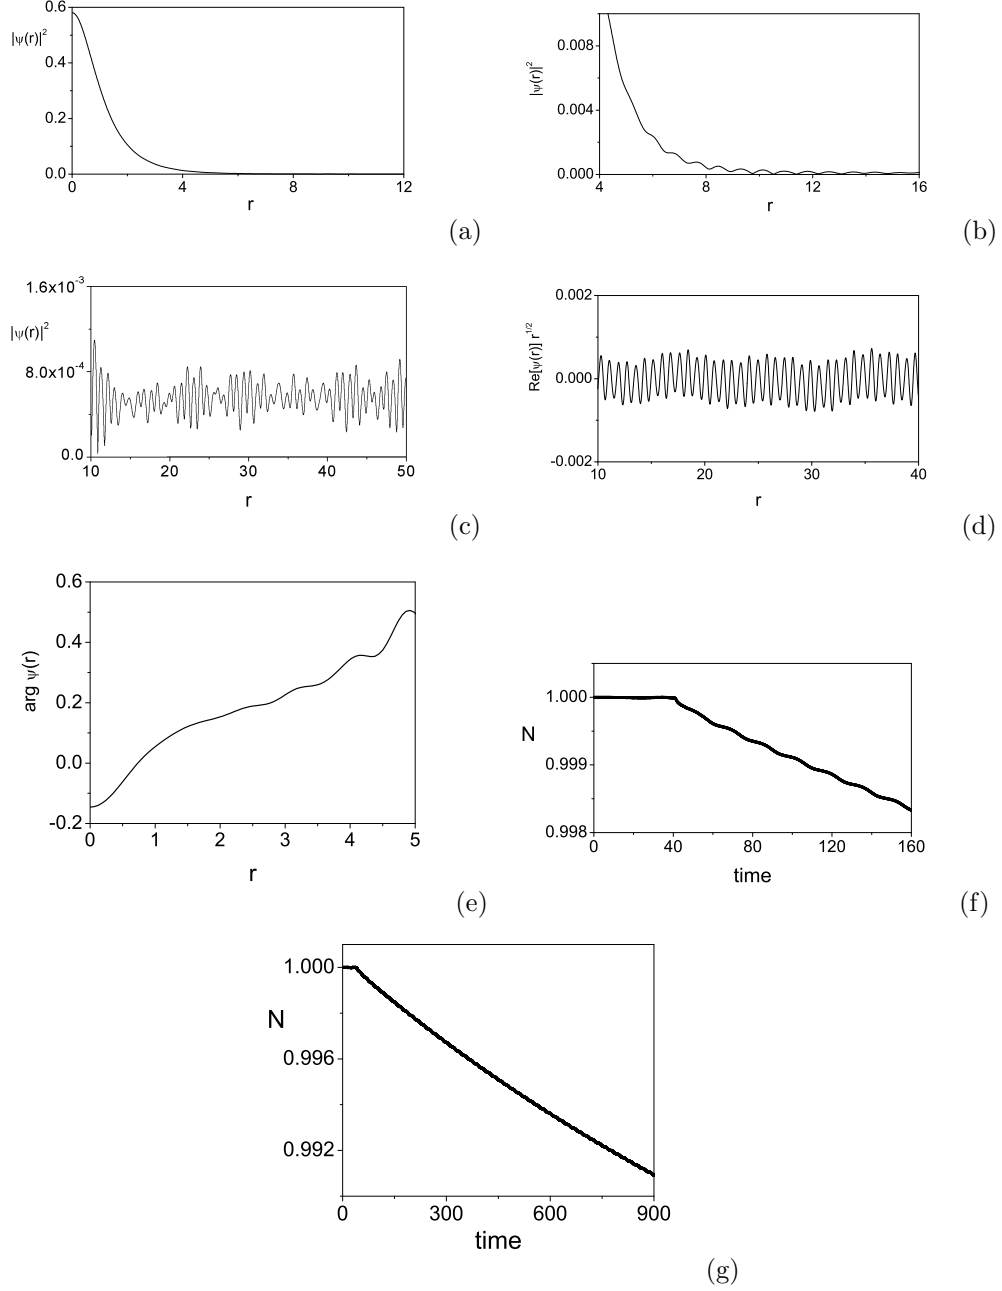 0.6
|ψ(r)|²
0.4
0.2
0.0
0 4 8 12
r
(a)
0.008
|ψ(r)|²
0.004
0.000
4 8 12 16
r
(b)
1.6x10⁻³
|ψ(r)|²
8.0x10⁻⁴
0.0
10 20 30 40 50
r
(c)
0.002
Re[ψ(r)] r^1/2
0.000
-0.002
10 20 30 40
r
(d)
0.6
0.4
arg ψ(r)
0.2
0.0
-0.2
0 1 2 3 4 5
r
(e)
1.000
N
0.999
0.998
0 40 80 120 160
time
(f)
1.000
N
0.996
0.992
0 300 600 900
time
(g)